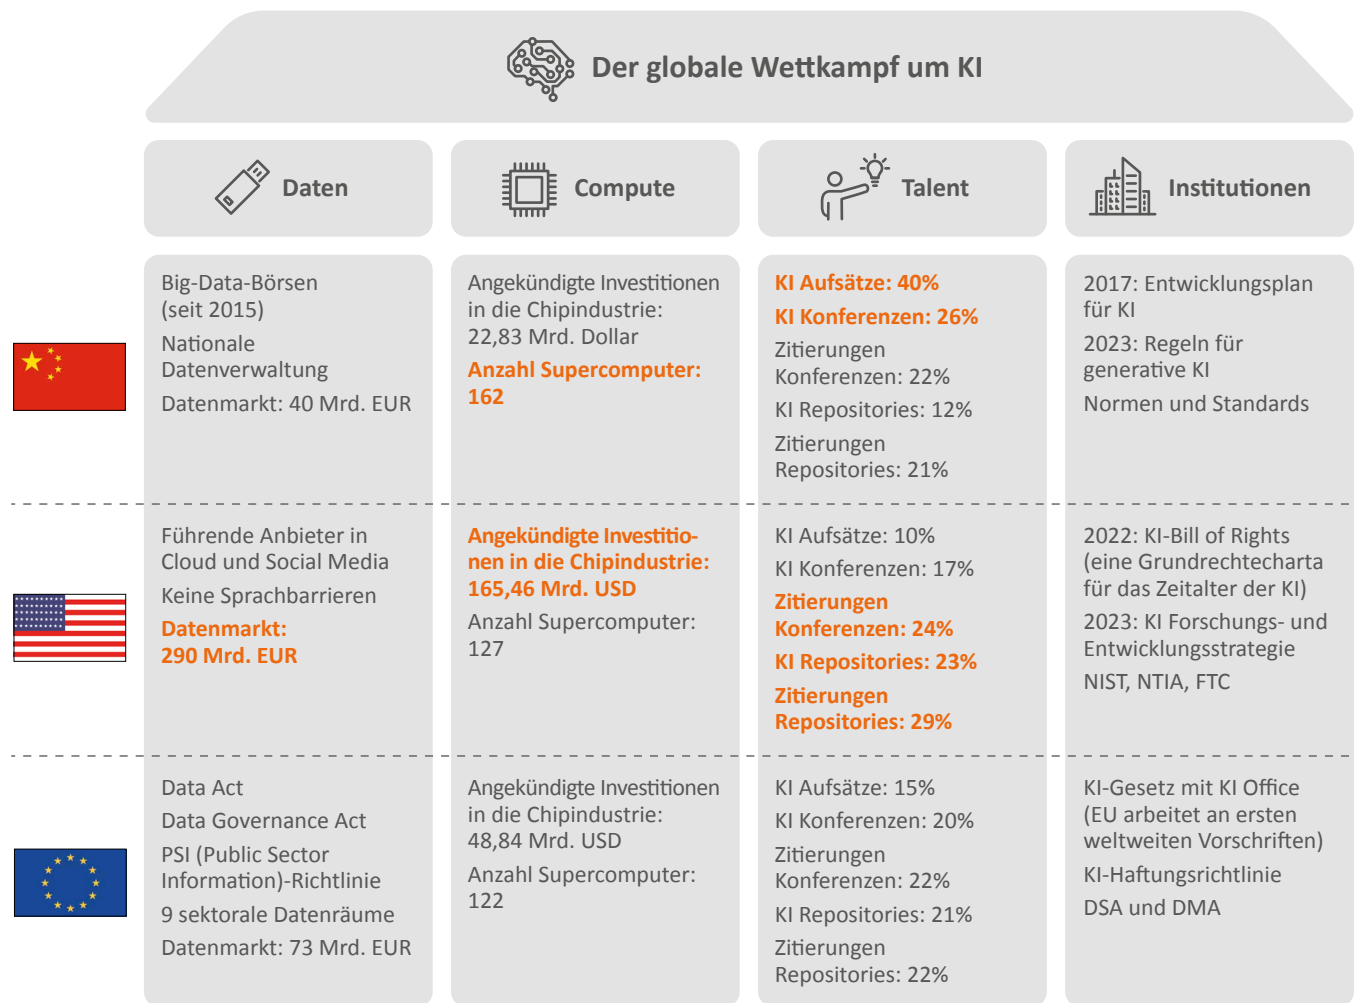 Der globale Wettkampf um KI
Daten
Compute
Talent
Institutionen
Big-Data-Börsen
(seit 2015)
Nationale
Datenverwaltung
Datenmarkt: 40 Mrd. EUR
Angekündigte Investitionen
in die Chipindustrie:
22,83 Mrd. Dollar
Anzahl Supercomputer:
162
KI Aufsätze: 40%
KI Konferenzen: 26%
Zitierungen
Konferenzen: 22%
KI Repositories: 12%
Zitierungen
Repositories: 21%
2017: Entwicklungsplan
für KI
2023: Regeln für
generative KI
Normen und Standards
Führende Anbieter in
Cloud und Social Media
Keine Sprachbarrieren
Datenmarkt:
290 Mrd. EUR
Angekündigte Investitio-
nen in die Chipindustrie:
165,46 Mrd. USD
Anzahl Supercomputer:
127
KI Aufsätze: 10%
KI Konferenzen: 17%
Zitierungen
Konferenzen: 24%
KI Repositories: 23%
Zitierungen
Repositories: 29%
2022: KI-Bill of Rights
(eine Grundrechtecharta
für das Zeitalter der KI)
2023: KI Forschungs- und
Entwicklungsstrategie
NIST, NTIA, FTC
Data Act
Data Governance Act
PSI (Public Sector
Information)-Richtlinie
9 sektorale Datenräume
Datenmarkt: 73 Mrd. EUR
Angekündigte Investitionen
in die Chipindustrie:
48,84 Mrd. USD
Anzahl Supercomputer:
122
KI Aufsätze: 15%
KI Konferenzen: 20%
Zitierungen
Konferenzen: 22%
KI Repositories: 21%
Zitierungen
Repositories: 22%
KI-Gesetz mit KI Office
(EU arbeitet an ersten
weltweiten Vorschriften)
KI-Haftungsrichtlinie
DSA und DMA